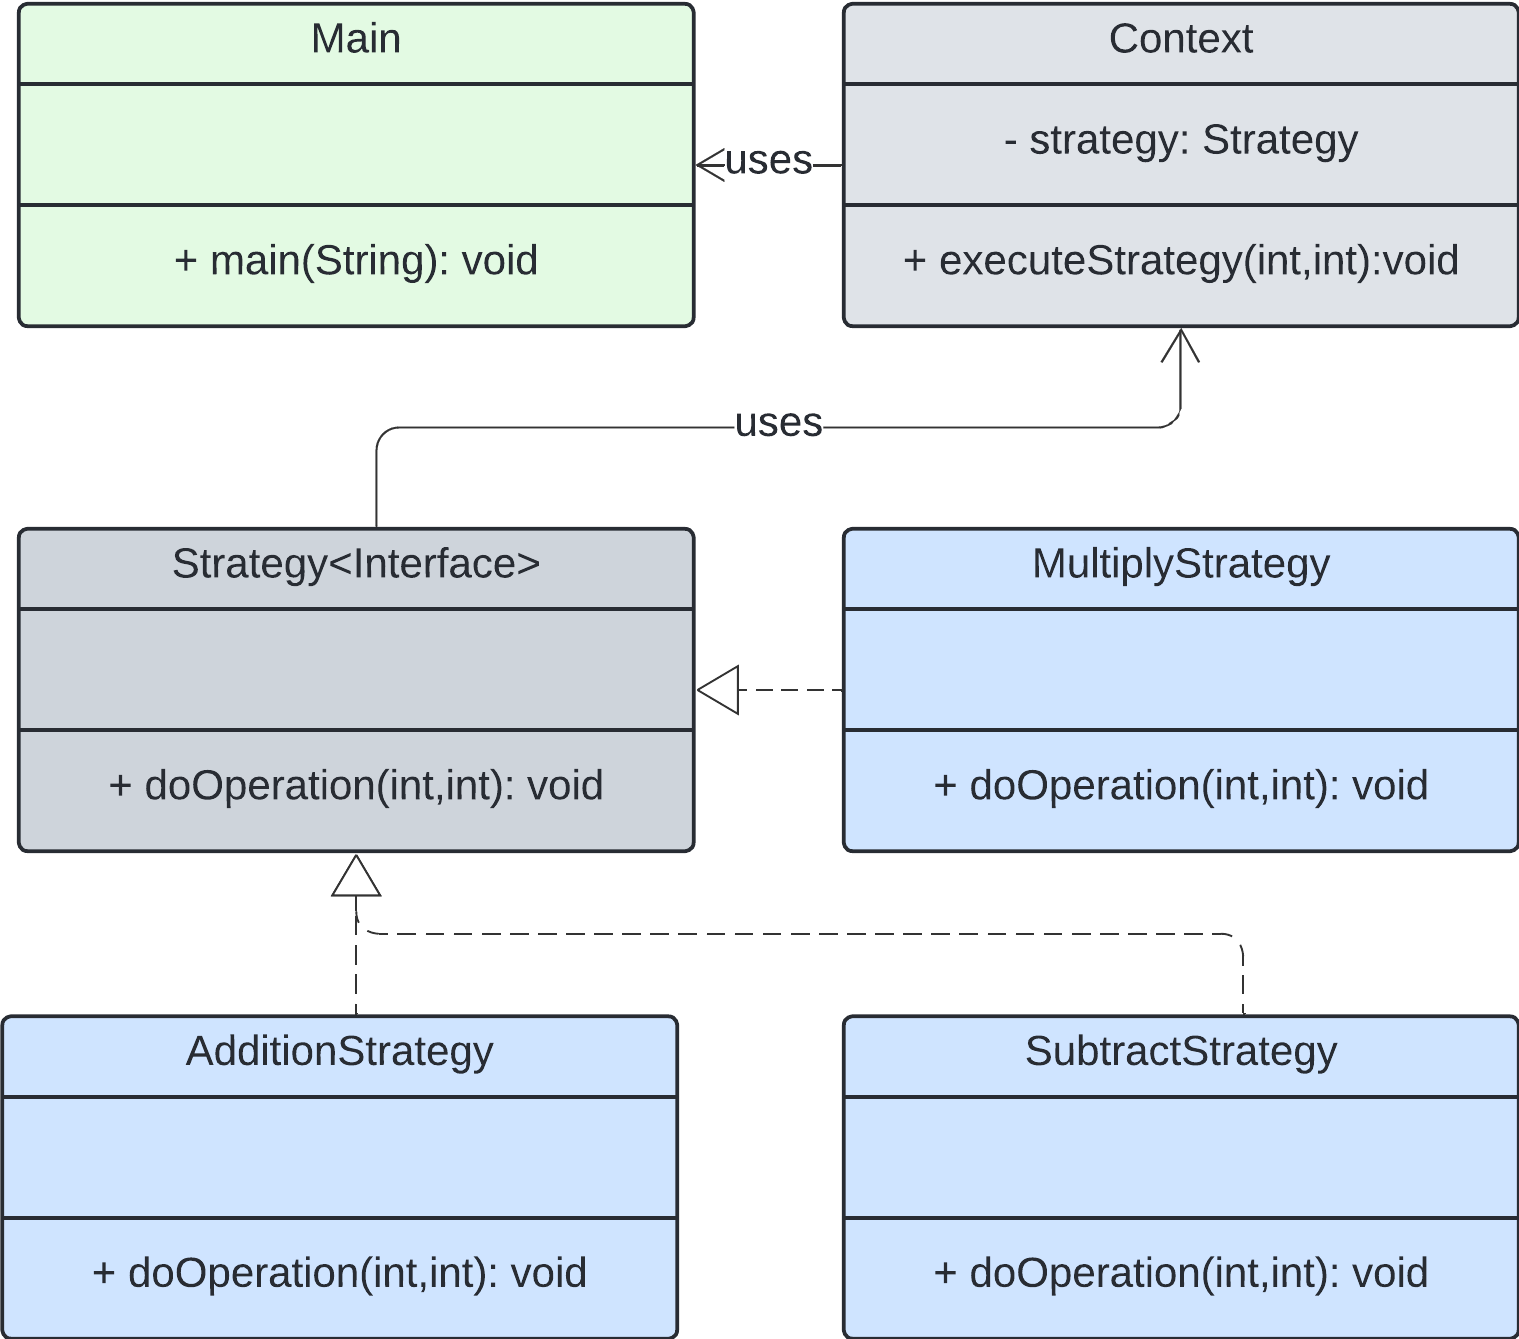 Main
+ main(String): void
uses
Context
- strategy: Strategy
+ executeStrategy(int,int):void
uses
Strategy<Interface>
+ doOperation(int,int): void
MultiplyStrategy
+ doOperation(int,int): void
AdditionStrategy
+ doOperation(int,int): void
SubtractStrategy
+ doOperation(int,int): void